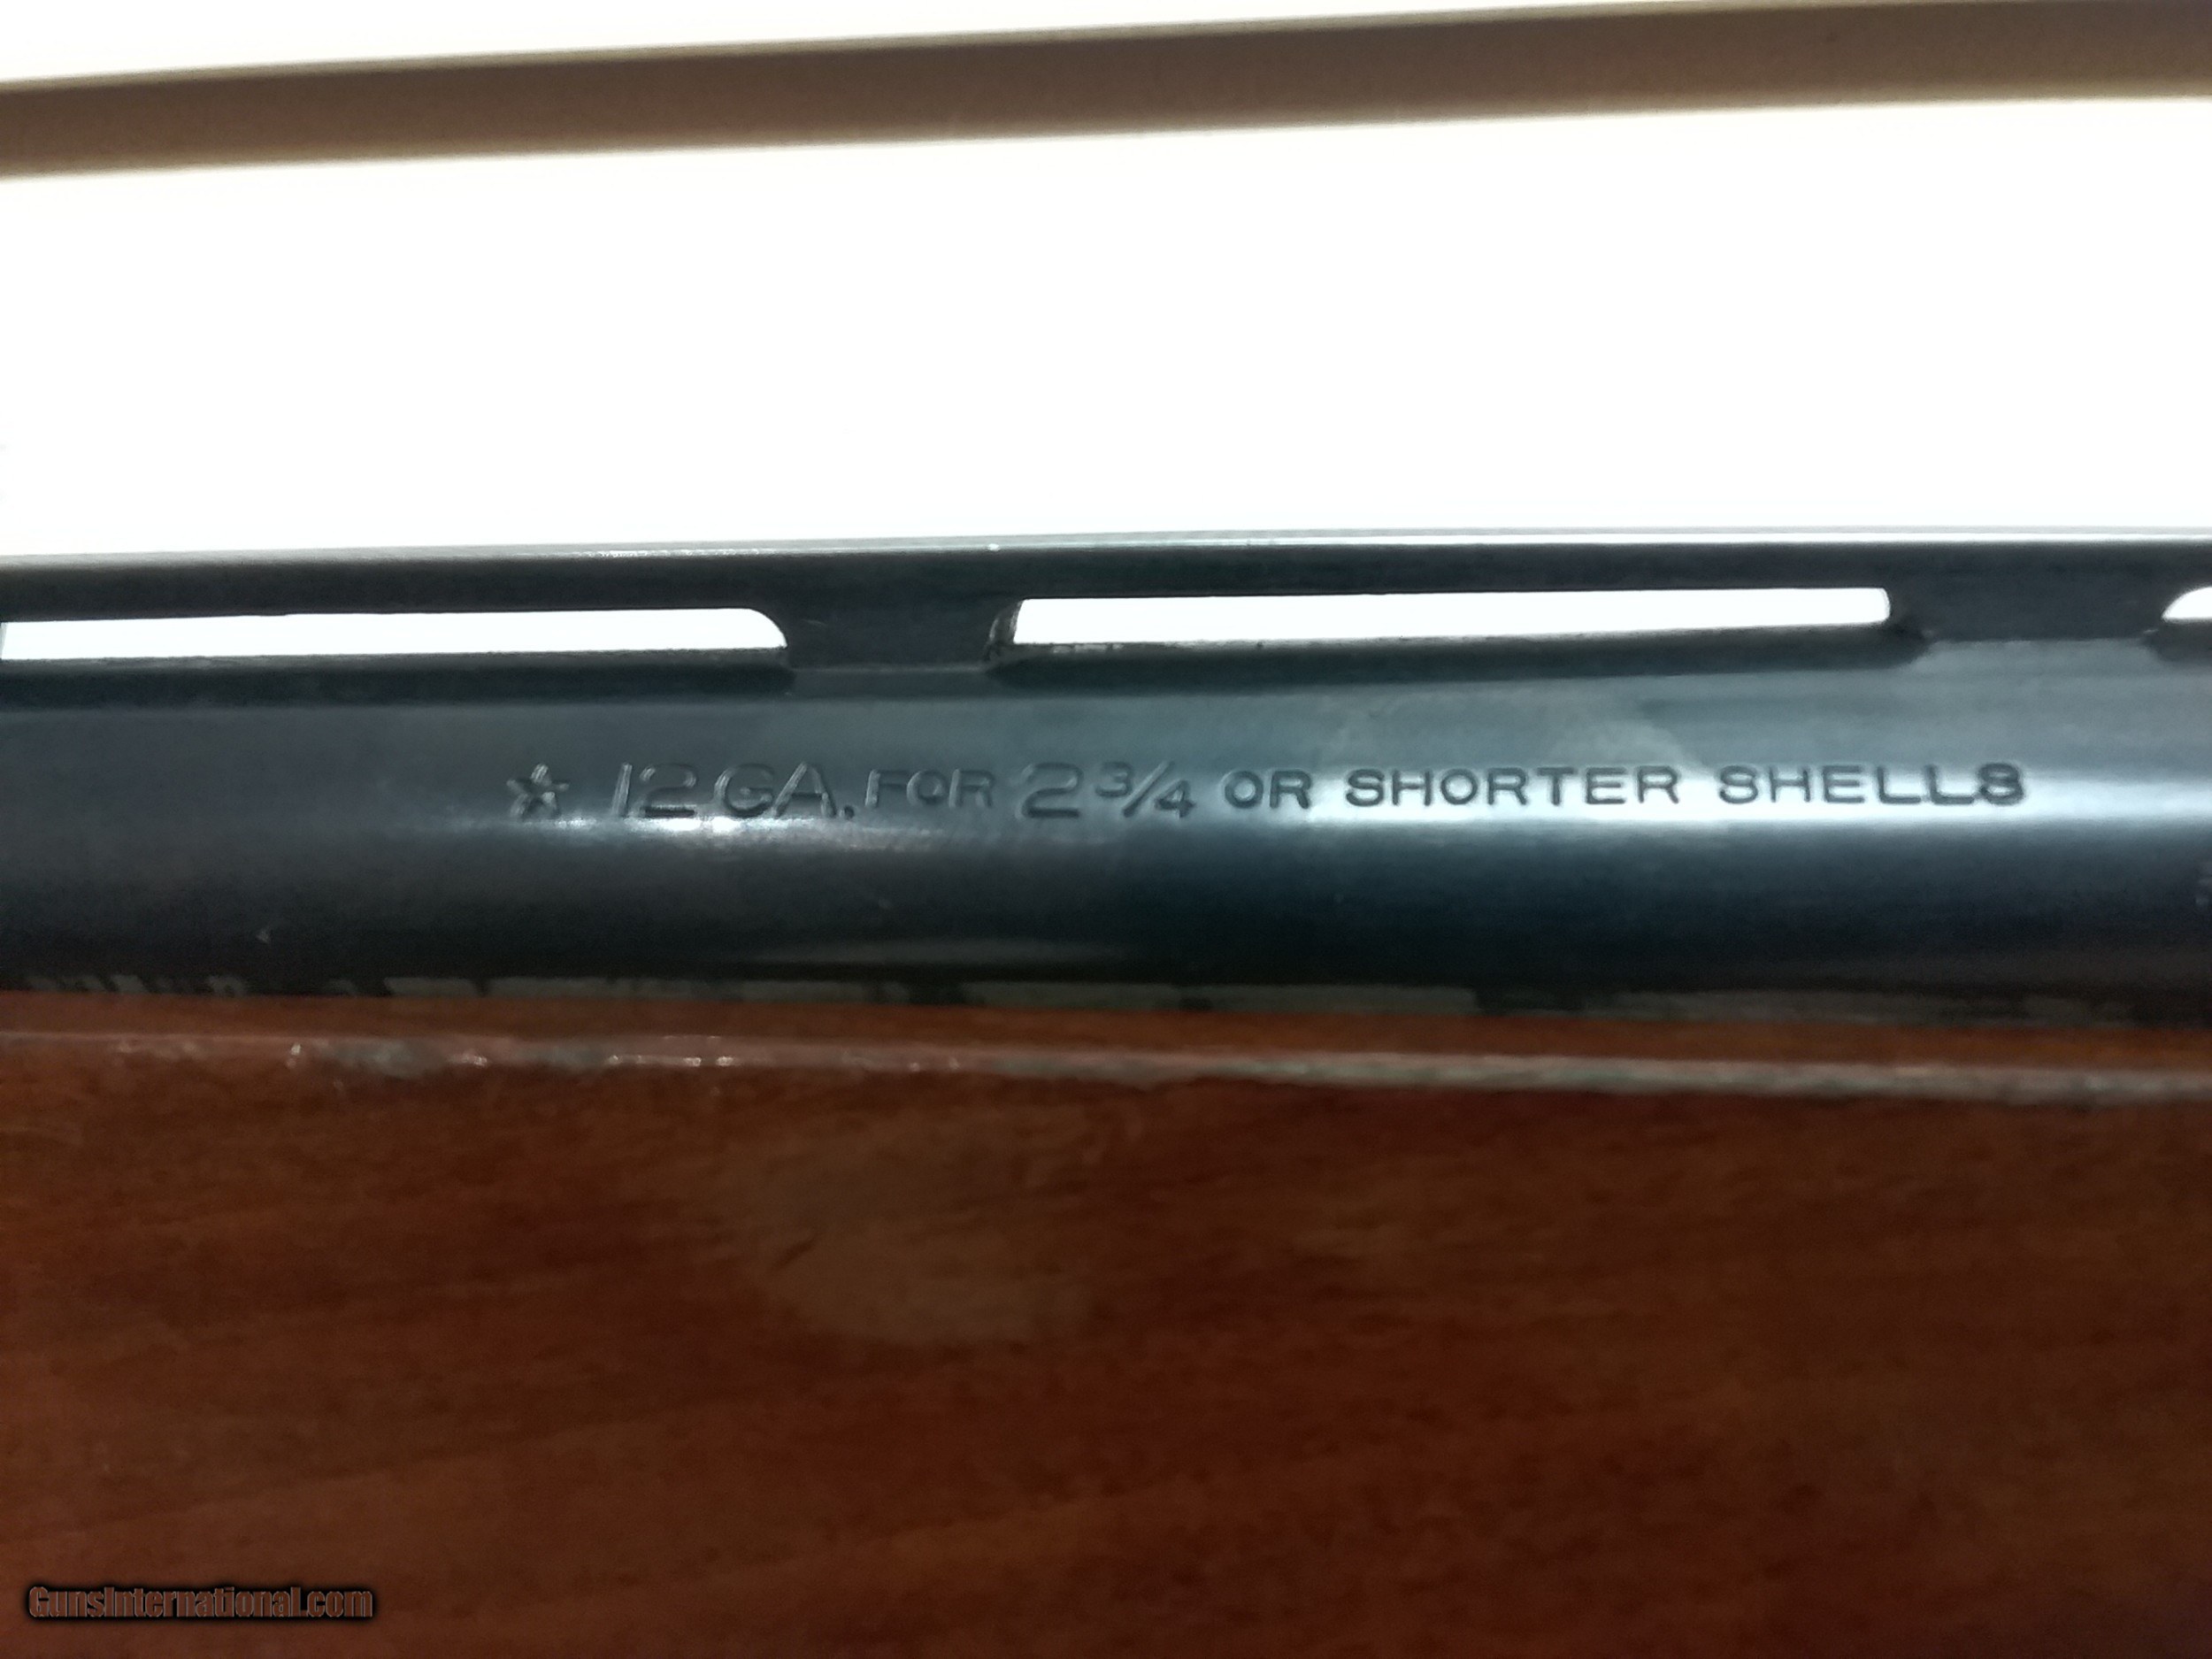 ★ 12 GA. FOR 2 3/4 OR SHORTER SHELLS
GunsInternational.com